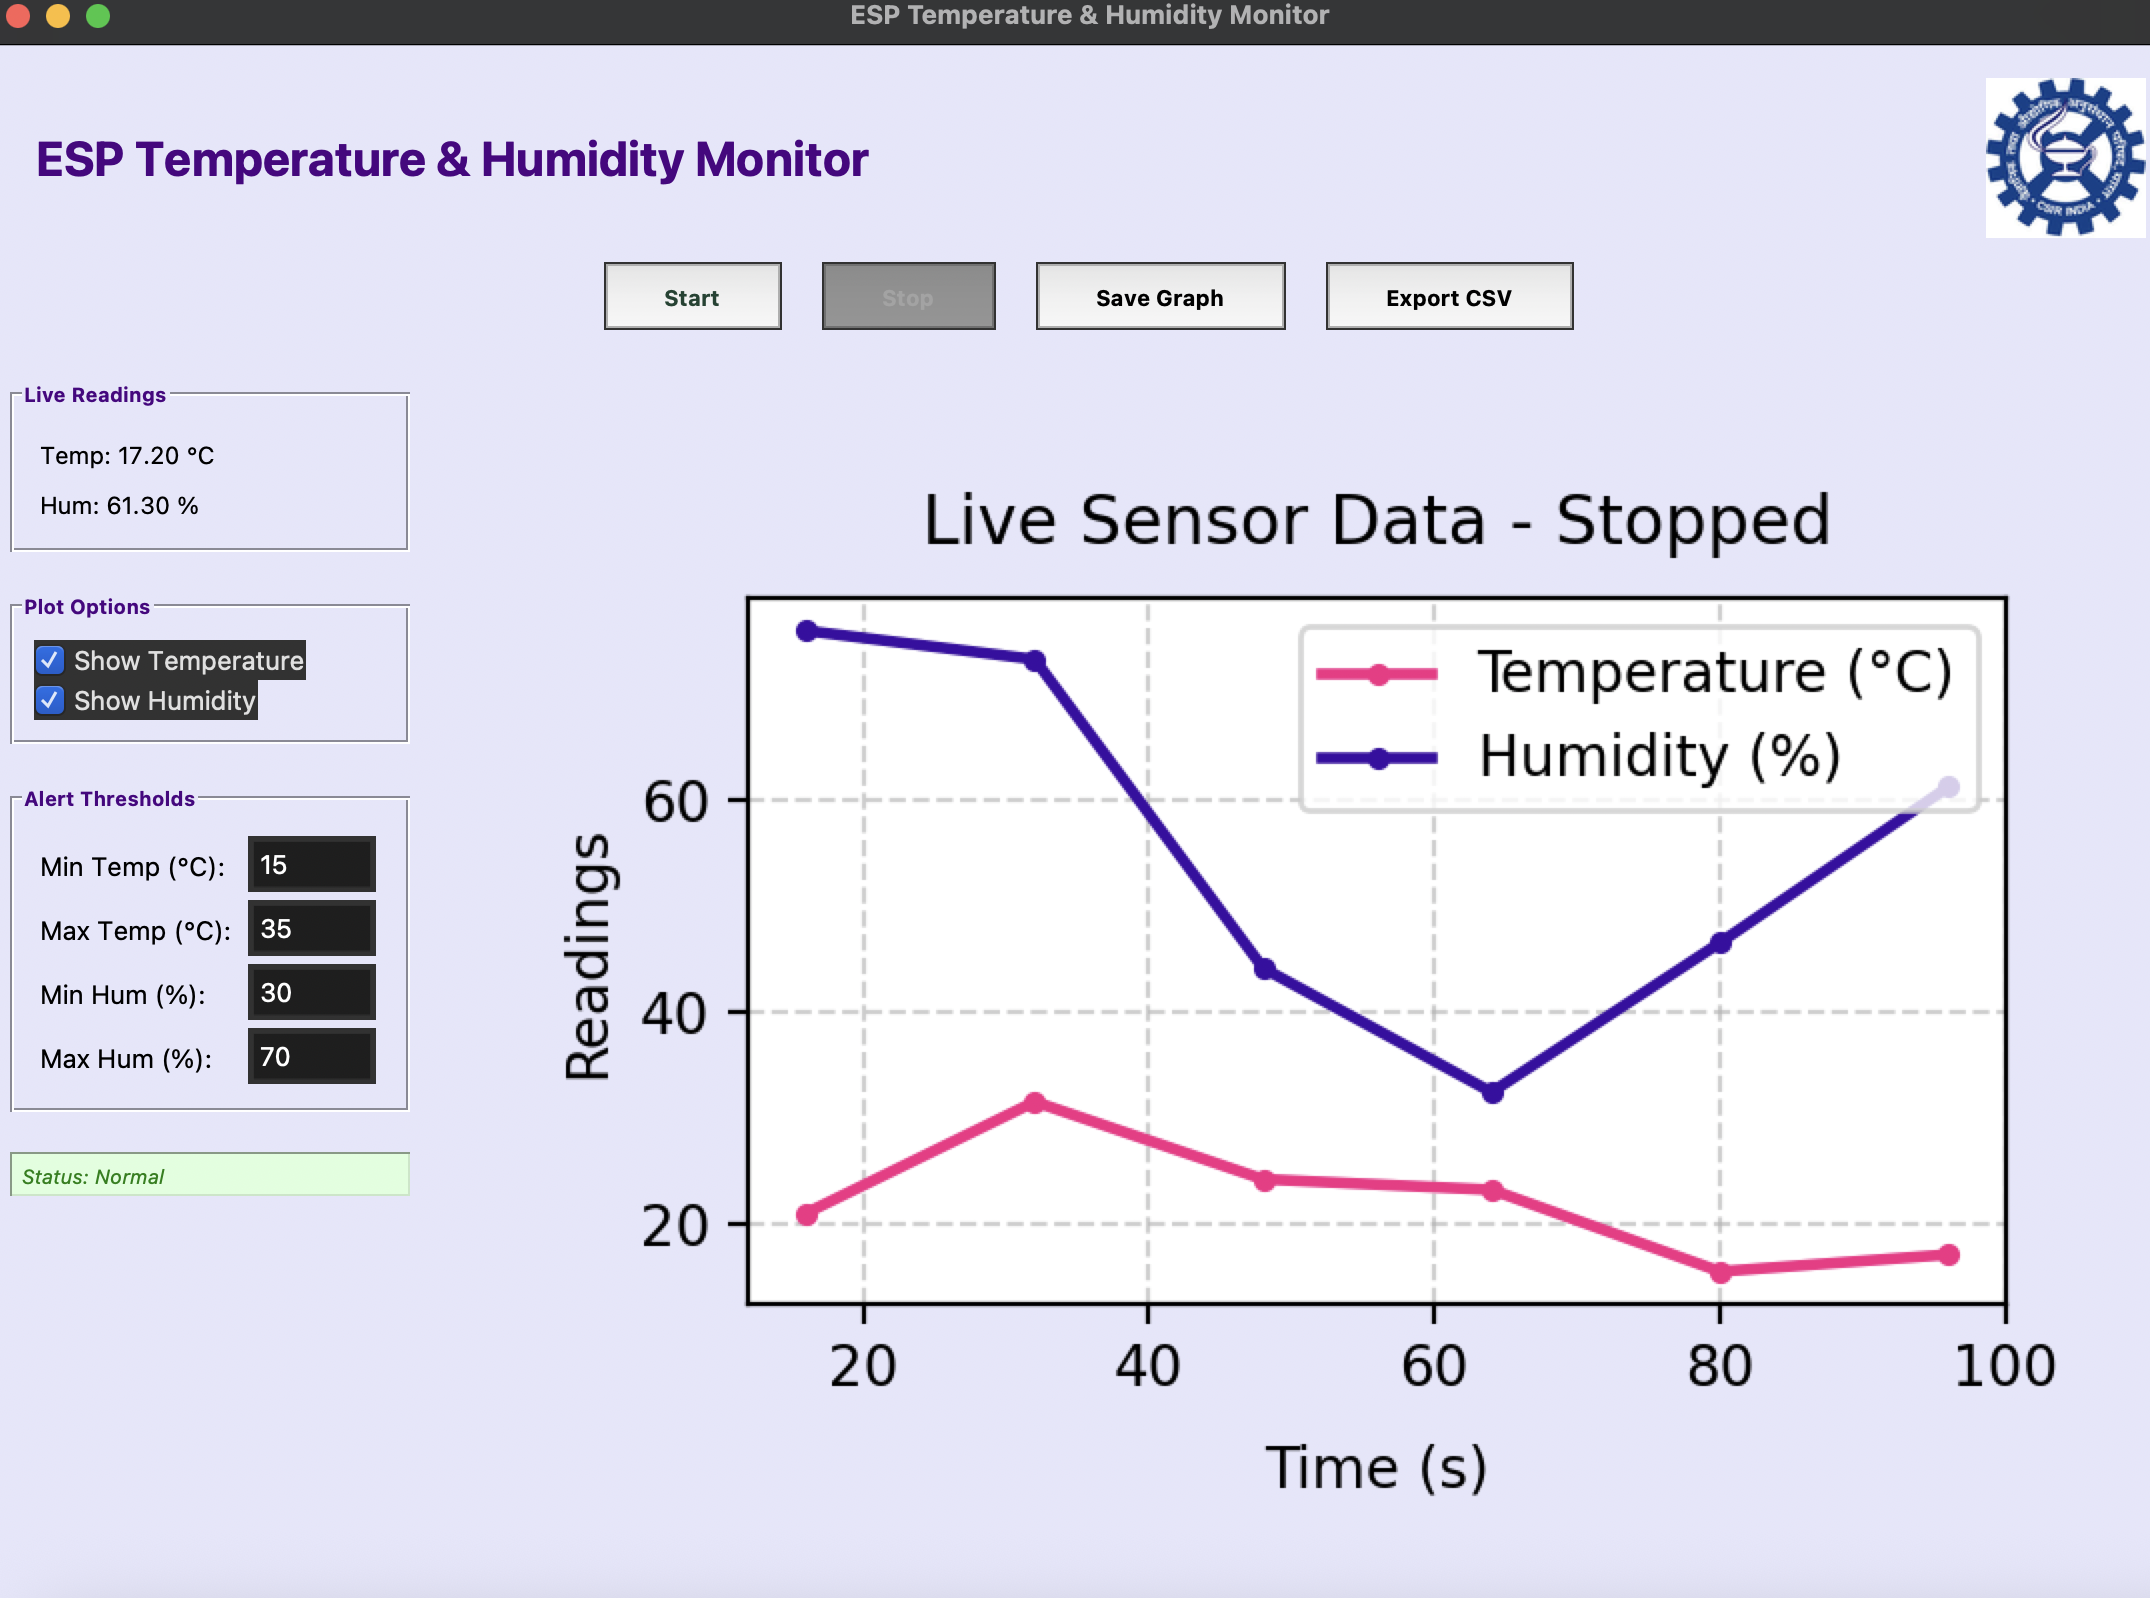 ESP Temperature & Humidity Monitor
ESP Temperature & Humidity Monitor
CSIR INDIA
Start
Stop
Save Graph
Export CSV
Live Readings
Temp: 17.20 °C
Hum: 61.30 %
Plot Options
Show Temperature
Show Humidity
Alert Thresholds
Min Temp (°C): 15
Max Temp (°C): 35
Min Hum (%): 30
Max Hum (%): 70
Status: Normal
Live Sensor Data - Stopped
Temperature (°C)
Humidity (%)
Readings
60
40
20
20 40 60 80 100
Time (s)